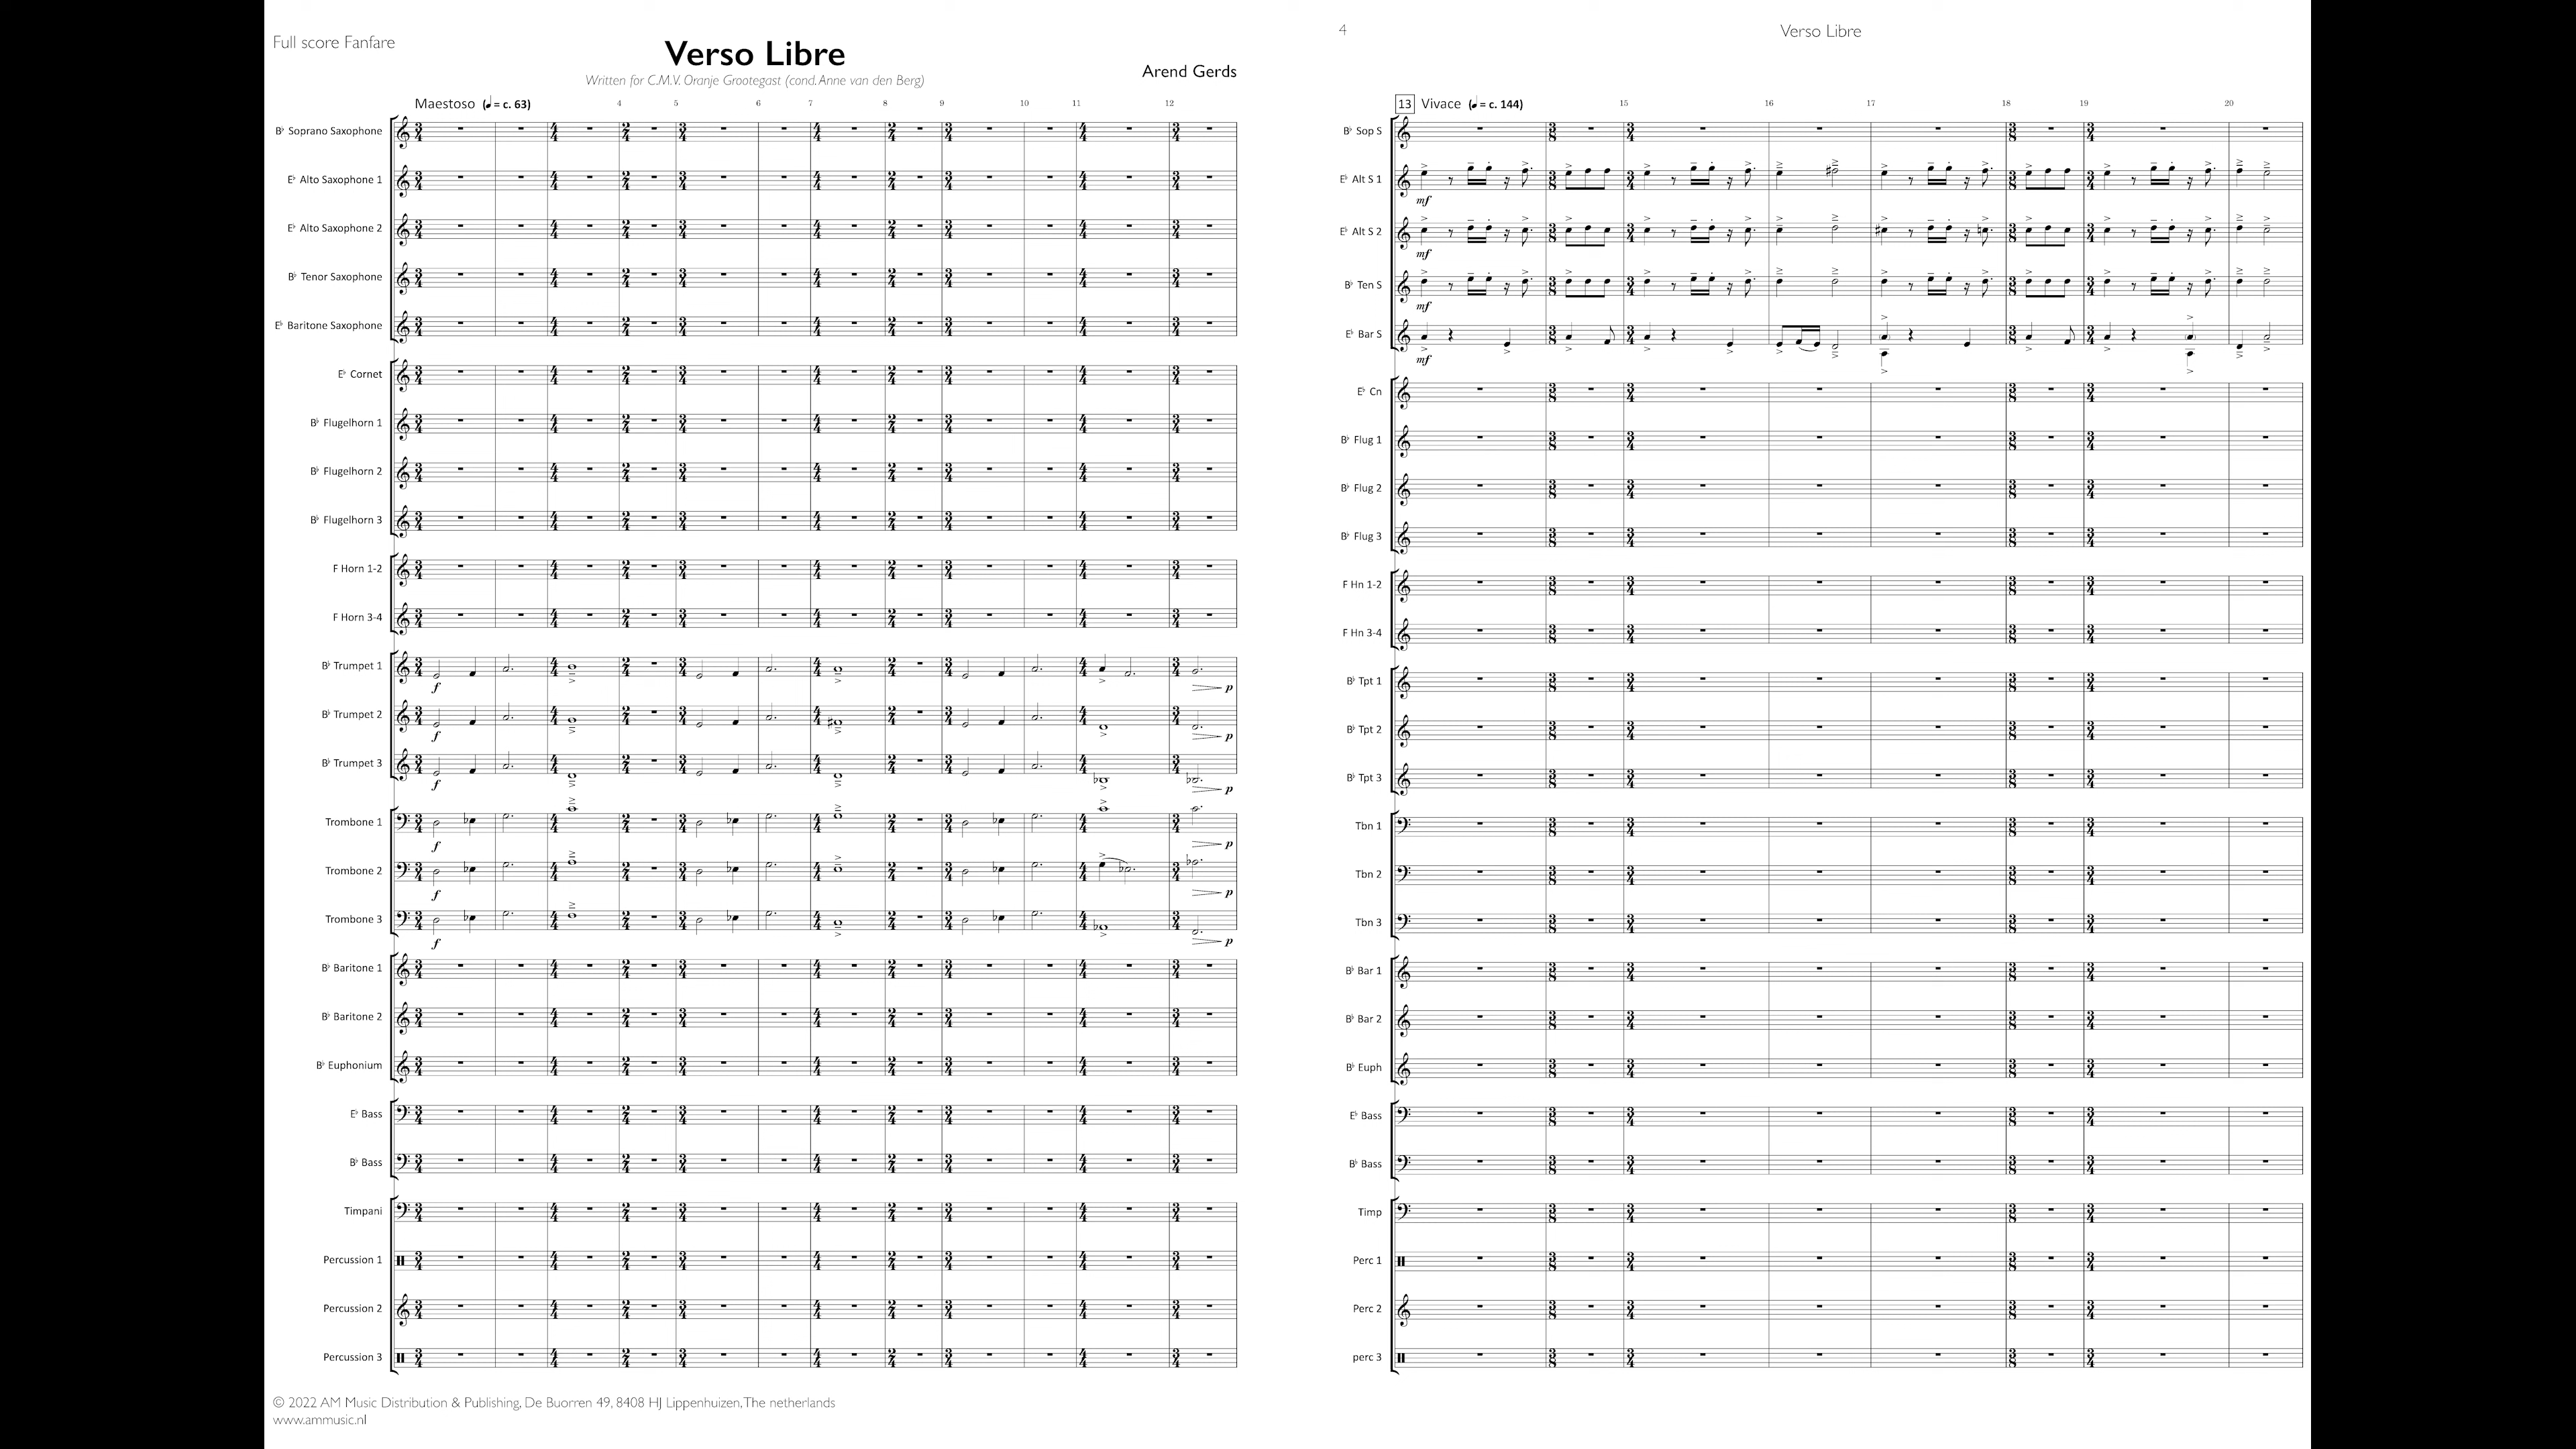 Full score Fanfare
Verso Libre
Written for C.M.V. Oranje Grootegast (cond. Anne van den Berg)
Arend Gerds
Maestoso (♩ = c. 63)
4 5 6 7 8 9 10 11 12
B♭ Soprano Saxophone
E♭ Alto Saxophone 1
E♭ Alto Saxophone 2
B♭ Tenor Saxophone
E♭ Baritone Saxophone
E♭ Cornet
B♭ Flugelhorn 1
B♭ Flugelhorn 2
B♭ Flugelhorn 3
F Horn 1-2
F Horn 3-4
B♭ Trumpet 1
f p
B♭ Trumpet 2
f p
B♭ Trumpet 3
f p
Trombone 1
f p
Trombone 2
f p
Trombone 3
f p
B♭ Baritone 1
B♭ Baritone 2
B♭ Euphonium
E♭ Bass
B♭ Bass
Timpani
Percussion 1
Percussion 2
Percussion 3
© 2022 AM Music Distribution & Publishing, De Buorren 49, 8408 HJ Lippenhuizen, The netherlands
www.ammusic.nl
4
Verso Libre
13 Vivace (♩ = c. 144)
15 16 17 18 19 20
B♭ Sop S
E♭ Alt S 1
mf
E♭ Alt S 2
mf
B♭ Ten S
mf
E♭ Bar S
mf
E♭ Cn
B♭ Flug 1
B♭ Flug 2
B♭ Flug 3
F Hn 1-2
F Hn 3-4
B♭ Tpt 1
B♭ Tpt 2
B♭ Tpt 3
Tbn 1
Tbn 2
Tbn 3
B♭ Bar 1
B♭ Bar 2
B♭ Euph
E♭ Bass
B♭ Bass
Timp
Perc 1
Perc 2
perc 3